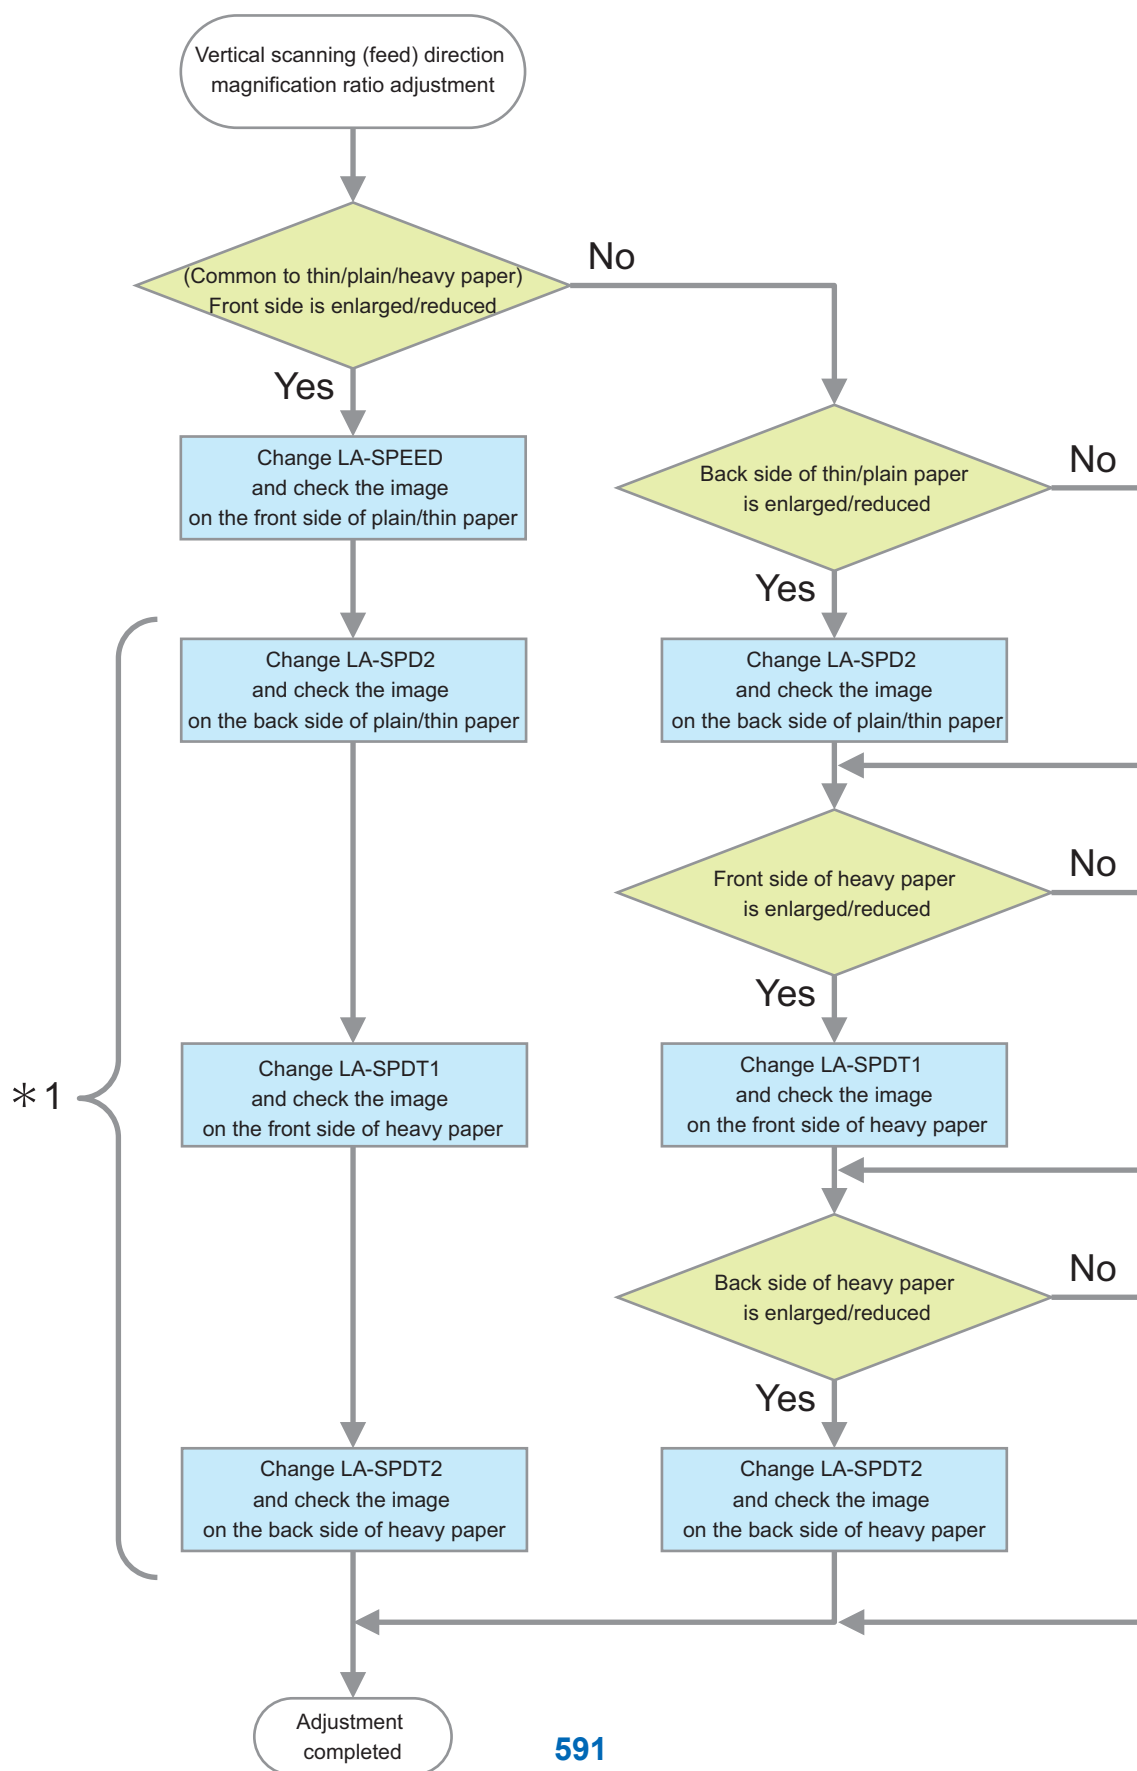 Vertical scanning (feed) direction
magnification ratio adjustment
(Common to thin/plain/heavy paper)
Front side is enlarged/reduced
No
Yes
Change LA-SPEED
and check the image
on the front side of plain/thin paper
Back side of thin/plain paper
is enlarged/reduced
No
Yes
Change LA-SPD2
and check the image
on the back side of plain/thin paper
Change LA-SPD2
and check the image
on the back side of plain/thin paper
Front side of heavy paper
is enlarged/reduced
No
Yes
*1
Change LA-SPDT1
and check the image
on the front side of heavy paper
Change LA-SPDT1
and check the image
on the front side of heavy paper
Back side of heavy paper
is enlarged/reduced
No
Yes
Change LA-SPDT2
and check the image
on the back side of heavy paper
Change LA-SPDT2
and check the image
on the back side of heavy paper
Adjustment
completed
591